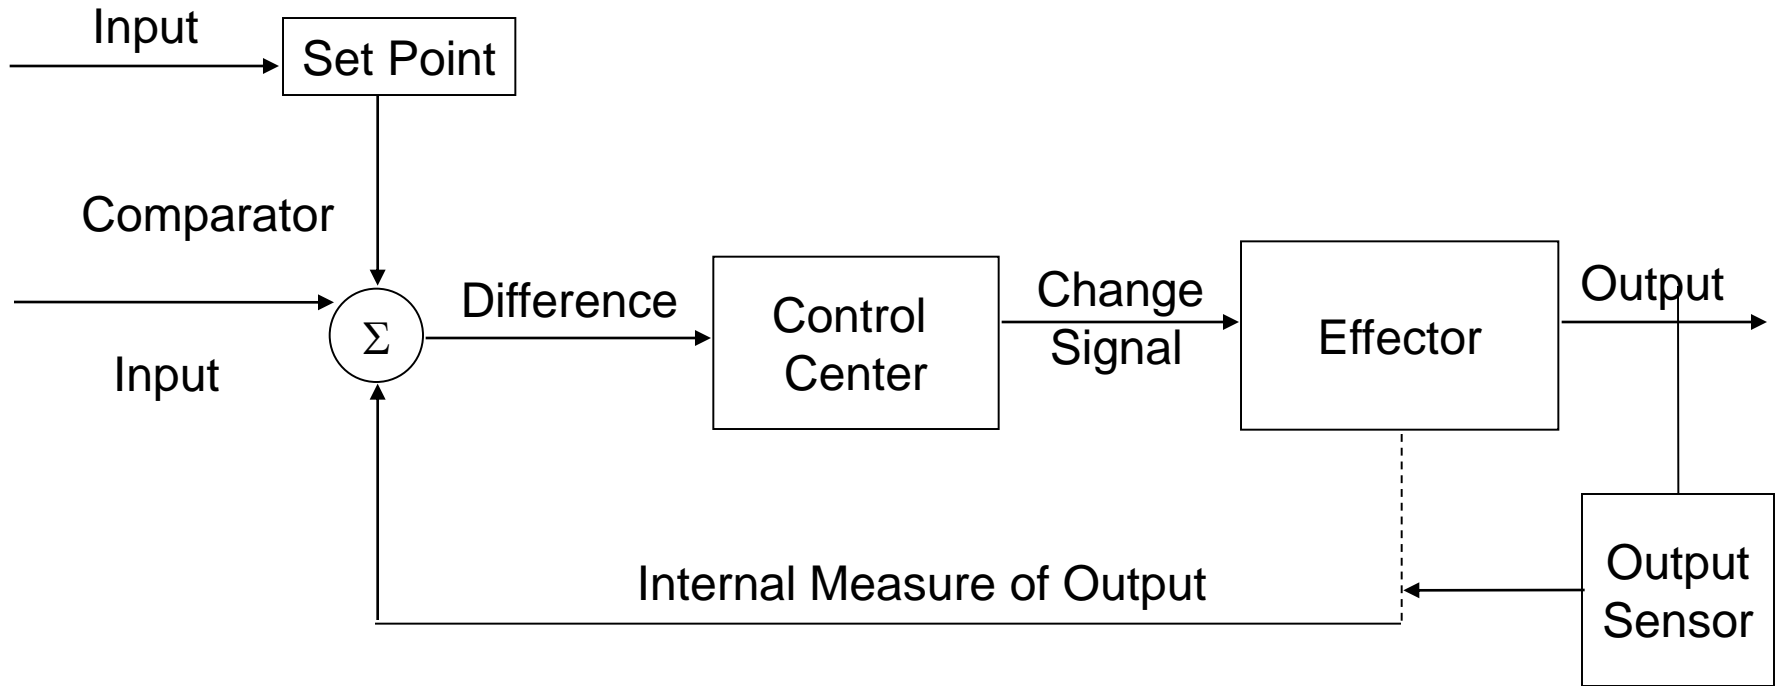 Input
Set Point
Comparator
Input
Σ
Difference
Control
Center
Change
Signal
Effector
Output
Internal Measure of Output
Output
Sensor